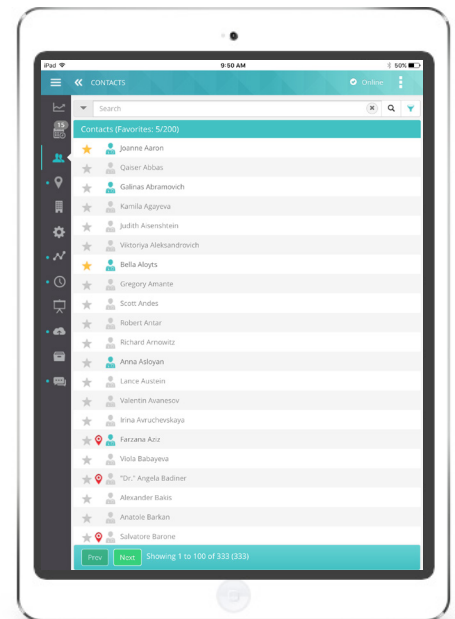 iPad 9:50 AM 50%
CONTACTS Online
15
Search
Contacts (Favorites: 5/200)
Joanne Aaron
Qaiser Abbas
Galinas Abramovich
Kamila Agayeva
Judith Aisenshtein
Viktoriya Aleksandrovich
Bella Aloyts
Gregory Amante
Scott Andes
Robert Antar
Richard Arnowitz
Anna Asloyan
Lance Austein
Valentin Avanesov
Irina Avruchevskaya
Farzana Aziz
Viola Babayeva
"Dr." Angela Badiner
Alexander Bakis
Anatole Barkan
Salvatore Barone
Prev Next Showing 1 to 100 of 333 (333)